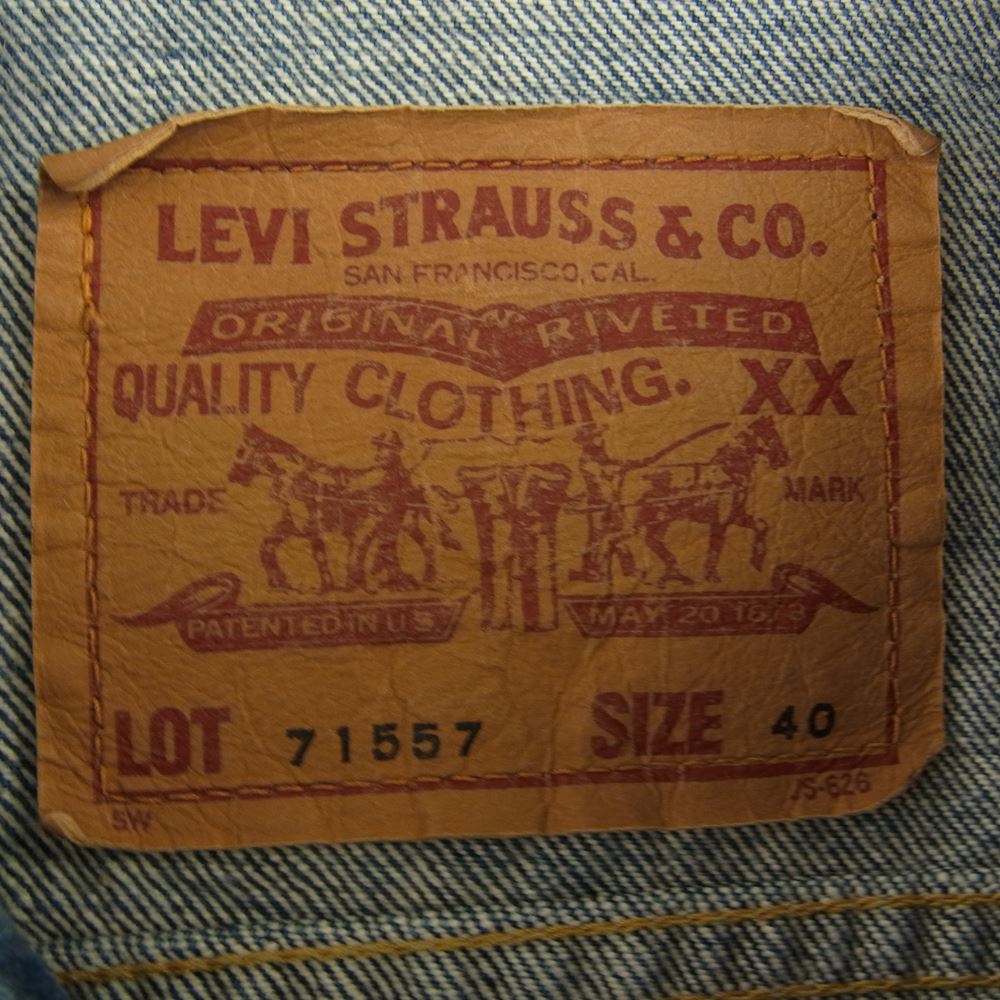 LEVI STRAUSS & CO.
SAN FRANCISCO, CAL.
ORIGINAL RIVETED
QUALITY CLOTHING. XX
TRADE MARK
PATENTED IN U.S. MAY 20 1873
LOT 71557 SIZE 40
SW JS-626